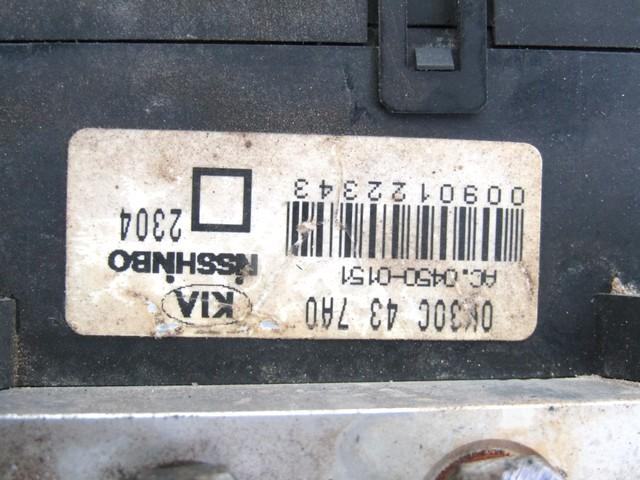 0K30C 43 7A0
KIA
AC.0450-0151
NiSSHiNBO
2304
0090122343